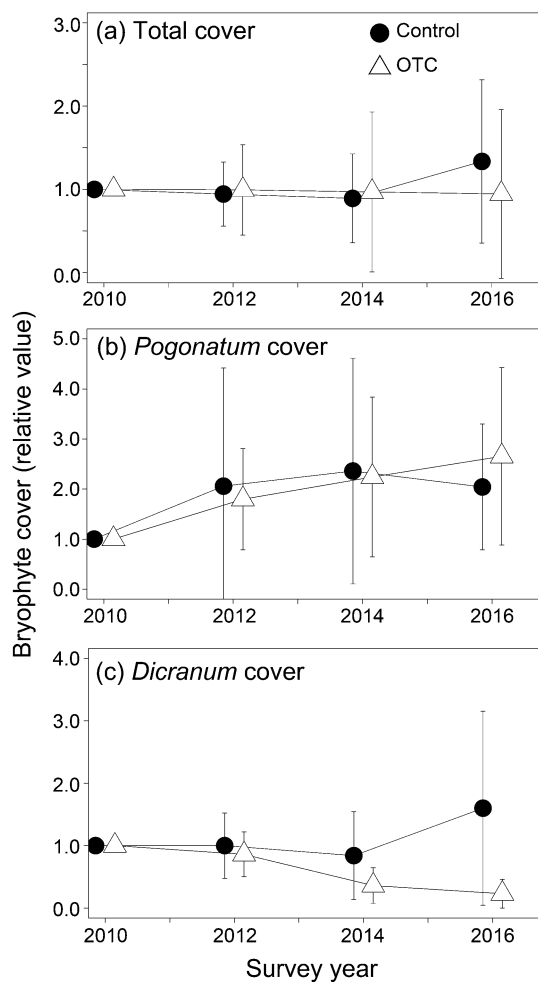 (a) Total cover
Control
OTC
3.0
2.0
1.0
0.0
2010 2012 2014 2016
(b) Pogonatum cover
5.0
4.0
3.0
2.0
1.0
0.0
2010 2012 2014 2016
(c) Dicranum cover
4.0
3.0
2.0
1.0
0.0
2010 2012 2014 2016
Bryophyte cover (relative value)
Survey year